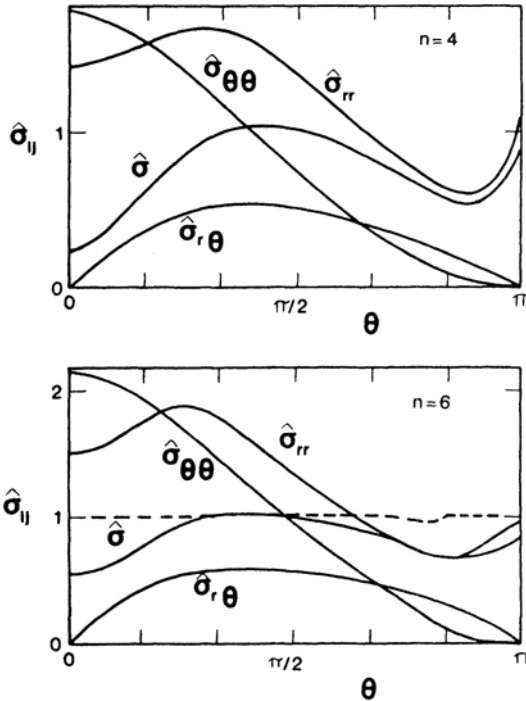 n = 4
σ̂θθ
σ̂rr
σ̂ij
1
σ̂
σ̂rθ
0
0
π/2
π
θ
2
n = 6
σ̂rr
σ̂θθ
σ̂ij
1
σ̂
σ̂rθ
0
0
π/2
π
θ